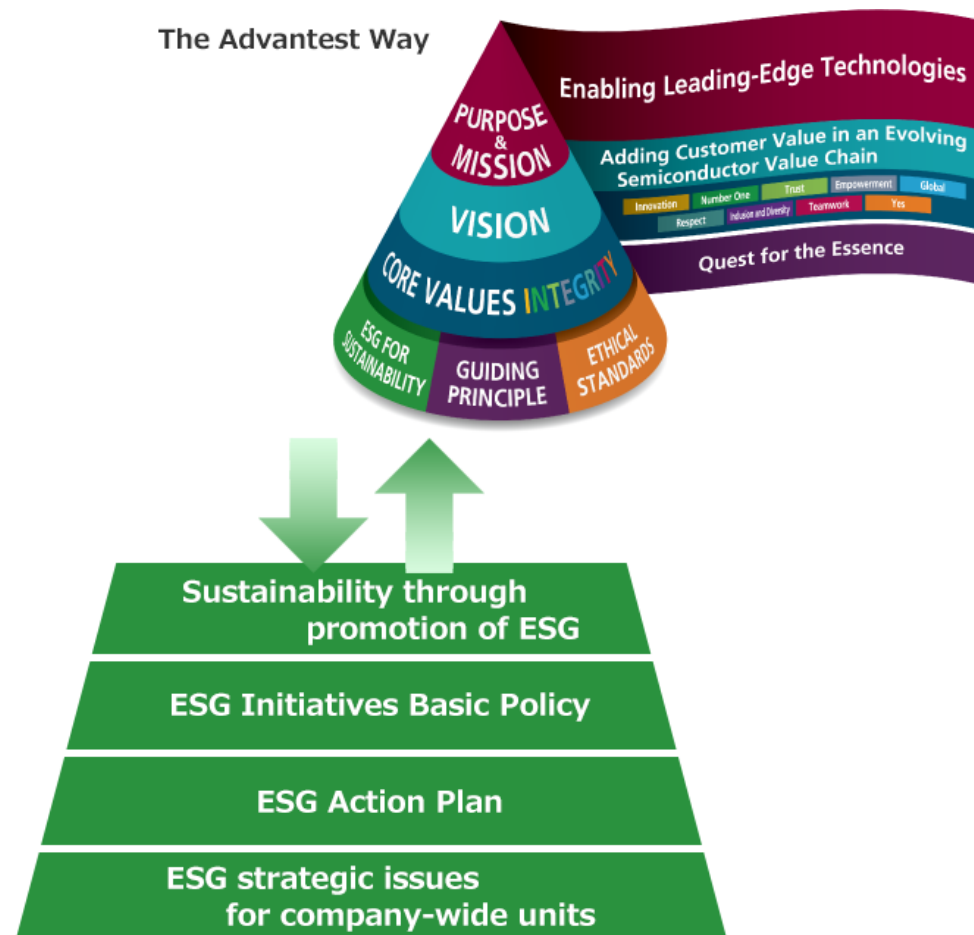 The Advantest Way
PURPOSE
&
MISSION
VISION
CORE VALUES INTEGRITY
ESG FOR
SUSTAINABILITY
GUIDING
PRINCIPLE
ETHICAL
STANDARDS
Enabling Leading-Edge Technologies
Adding Customer Value in an Evolving
Semiconductor Value Chain
Innovation Number One Trust Empowerment Global
Respect Inclusion and Diversity Teamwork Yes
Quest for the Essence
Sustainability through
promotion of ESG
ESG Initiatives Basic Policy
ESG Action Plan
ESG strategic issues
for company-wide units